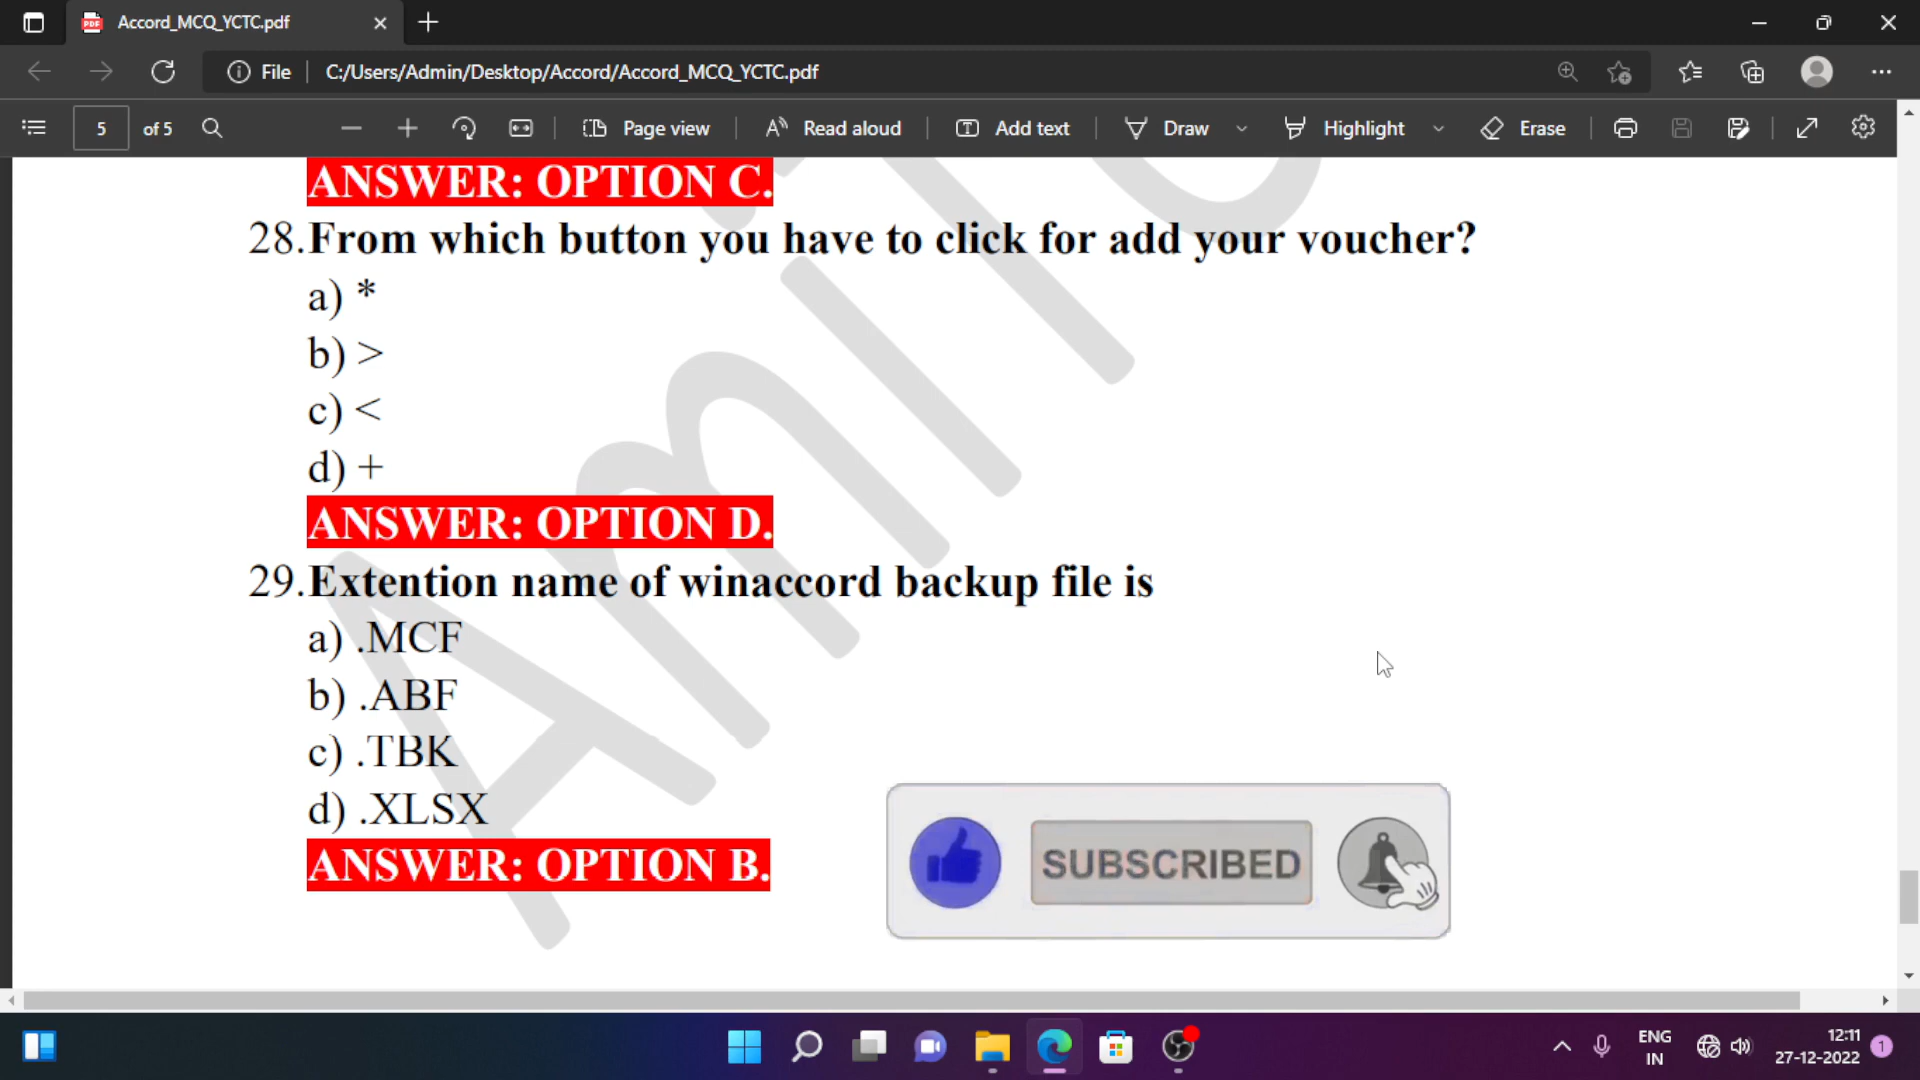 Accord_MCQ_YCTC.pdf
File
C:/Users/Admin/Desktop/Accord/Accord_MCQ_YCTC.pdf
5 of 5
Page view
Read aloud
Add text
Draw
Highlight
Erase
ANSWER: OPTION C.
28.From which button you have to click for add your voucher?
a) *
b) >
c) <
d) +
ANSWER: OPTION D.
29.Extention name of winaccord backup file is
a) .MCF
b) .ABF
c) .TBK
d) .XLSX
ANSWER: OPTION B.
SUBSCRIBED
ENG
IN
12:11
27-12-2022
1